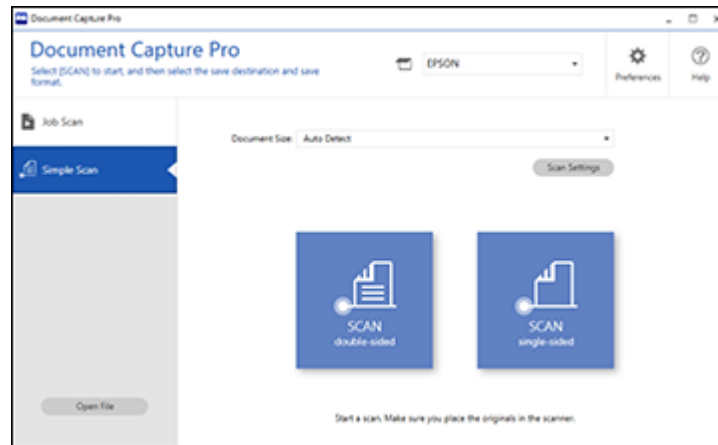 Document Capture Pro
Document Capture Pro
Select [SCAN] to start, and then select the save destination and save
format.
EPSON
Preferences
Help
Job Scan
Simple Scan
Document Size: Auto Detect
Scan Settings
SCAN
double-sided
SCAN
single-sided
Open File
Start a scan. Make sure you place the originals in the scanner.